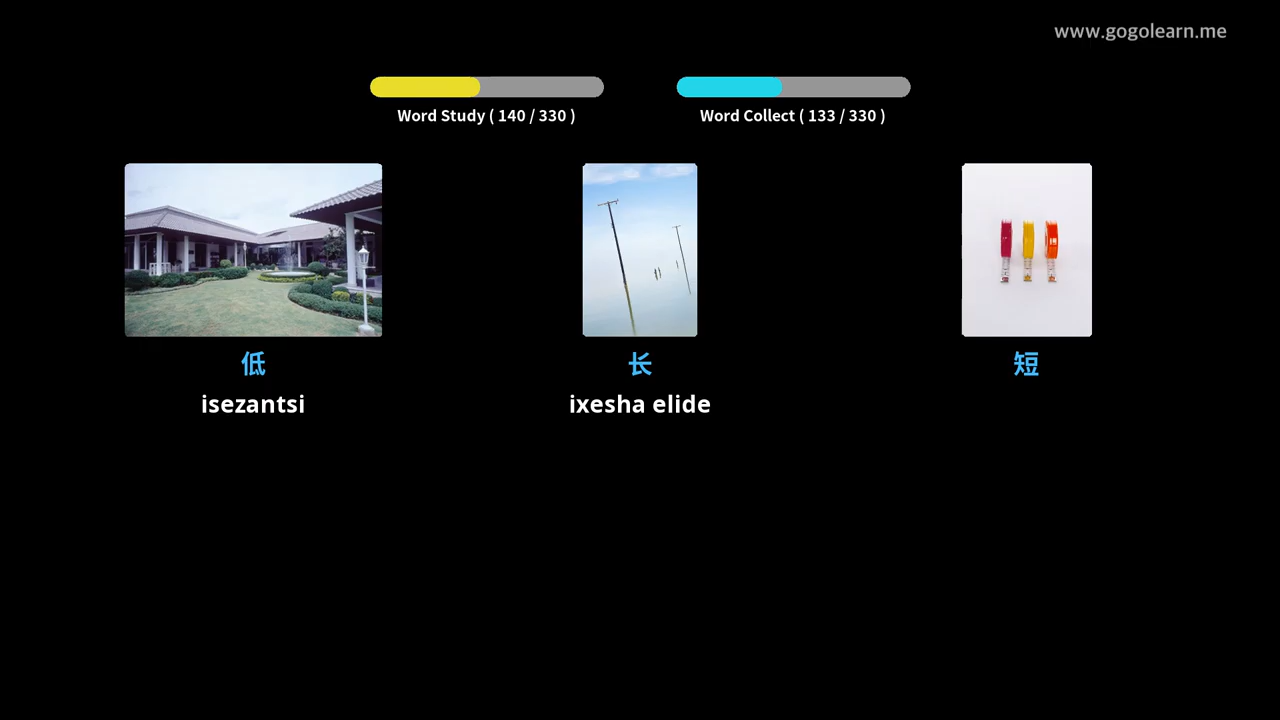 www.gogolearn.me
Word Study ( 140 / 330 )
Word Collect ( 133 / 330 )
低
isezantsi
长
ixesha elide
短